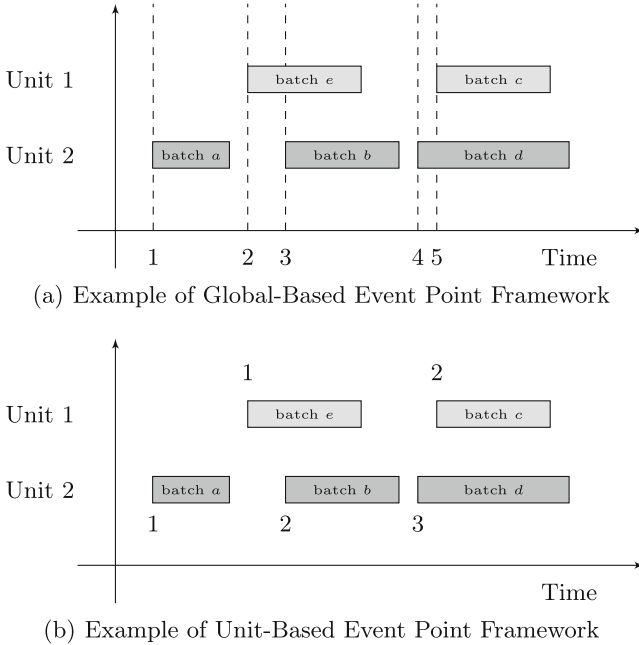 Unit 1
batch e
batch c
Unit 2
batch a
batch b
batch d
1 2 3 4 5 Time
(a) Example of Global-Based Event Point Framework
1 2
Unit 1
batch e
batch c
Unit 2
batch a
batch b
batch d
1 2 3
Time
(b) Example of Unit-Based Event Point Framework